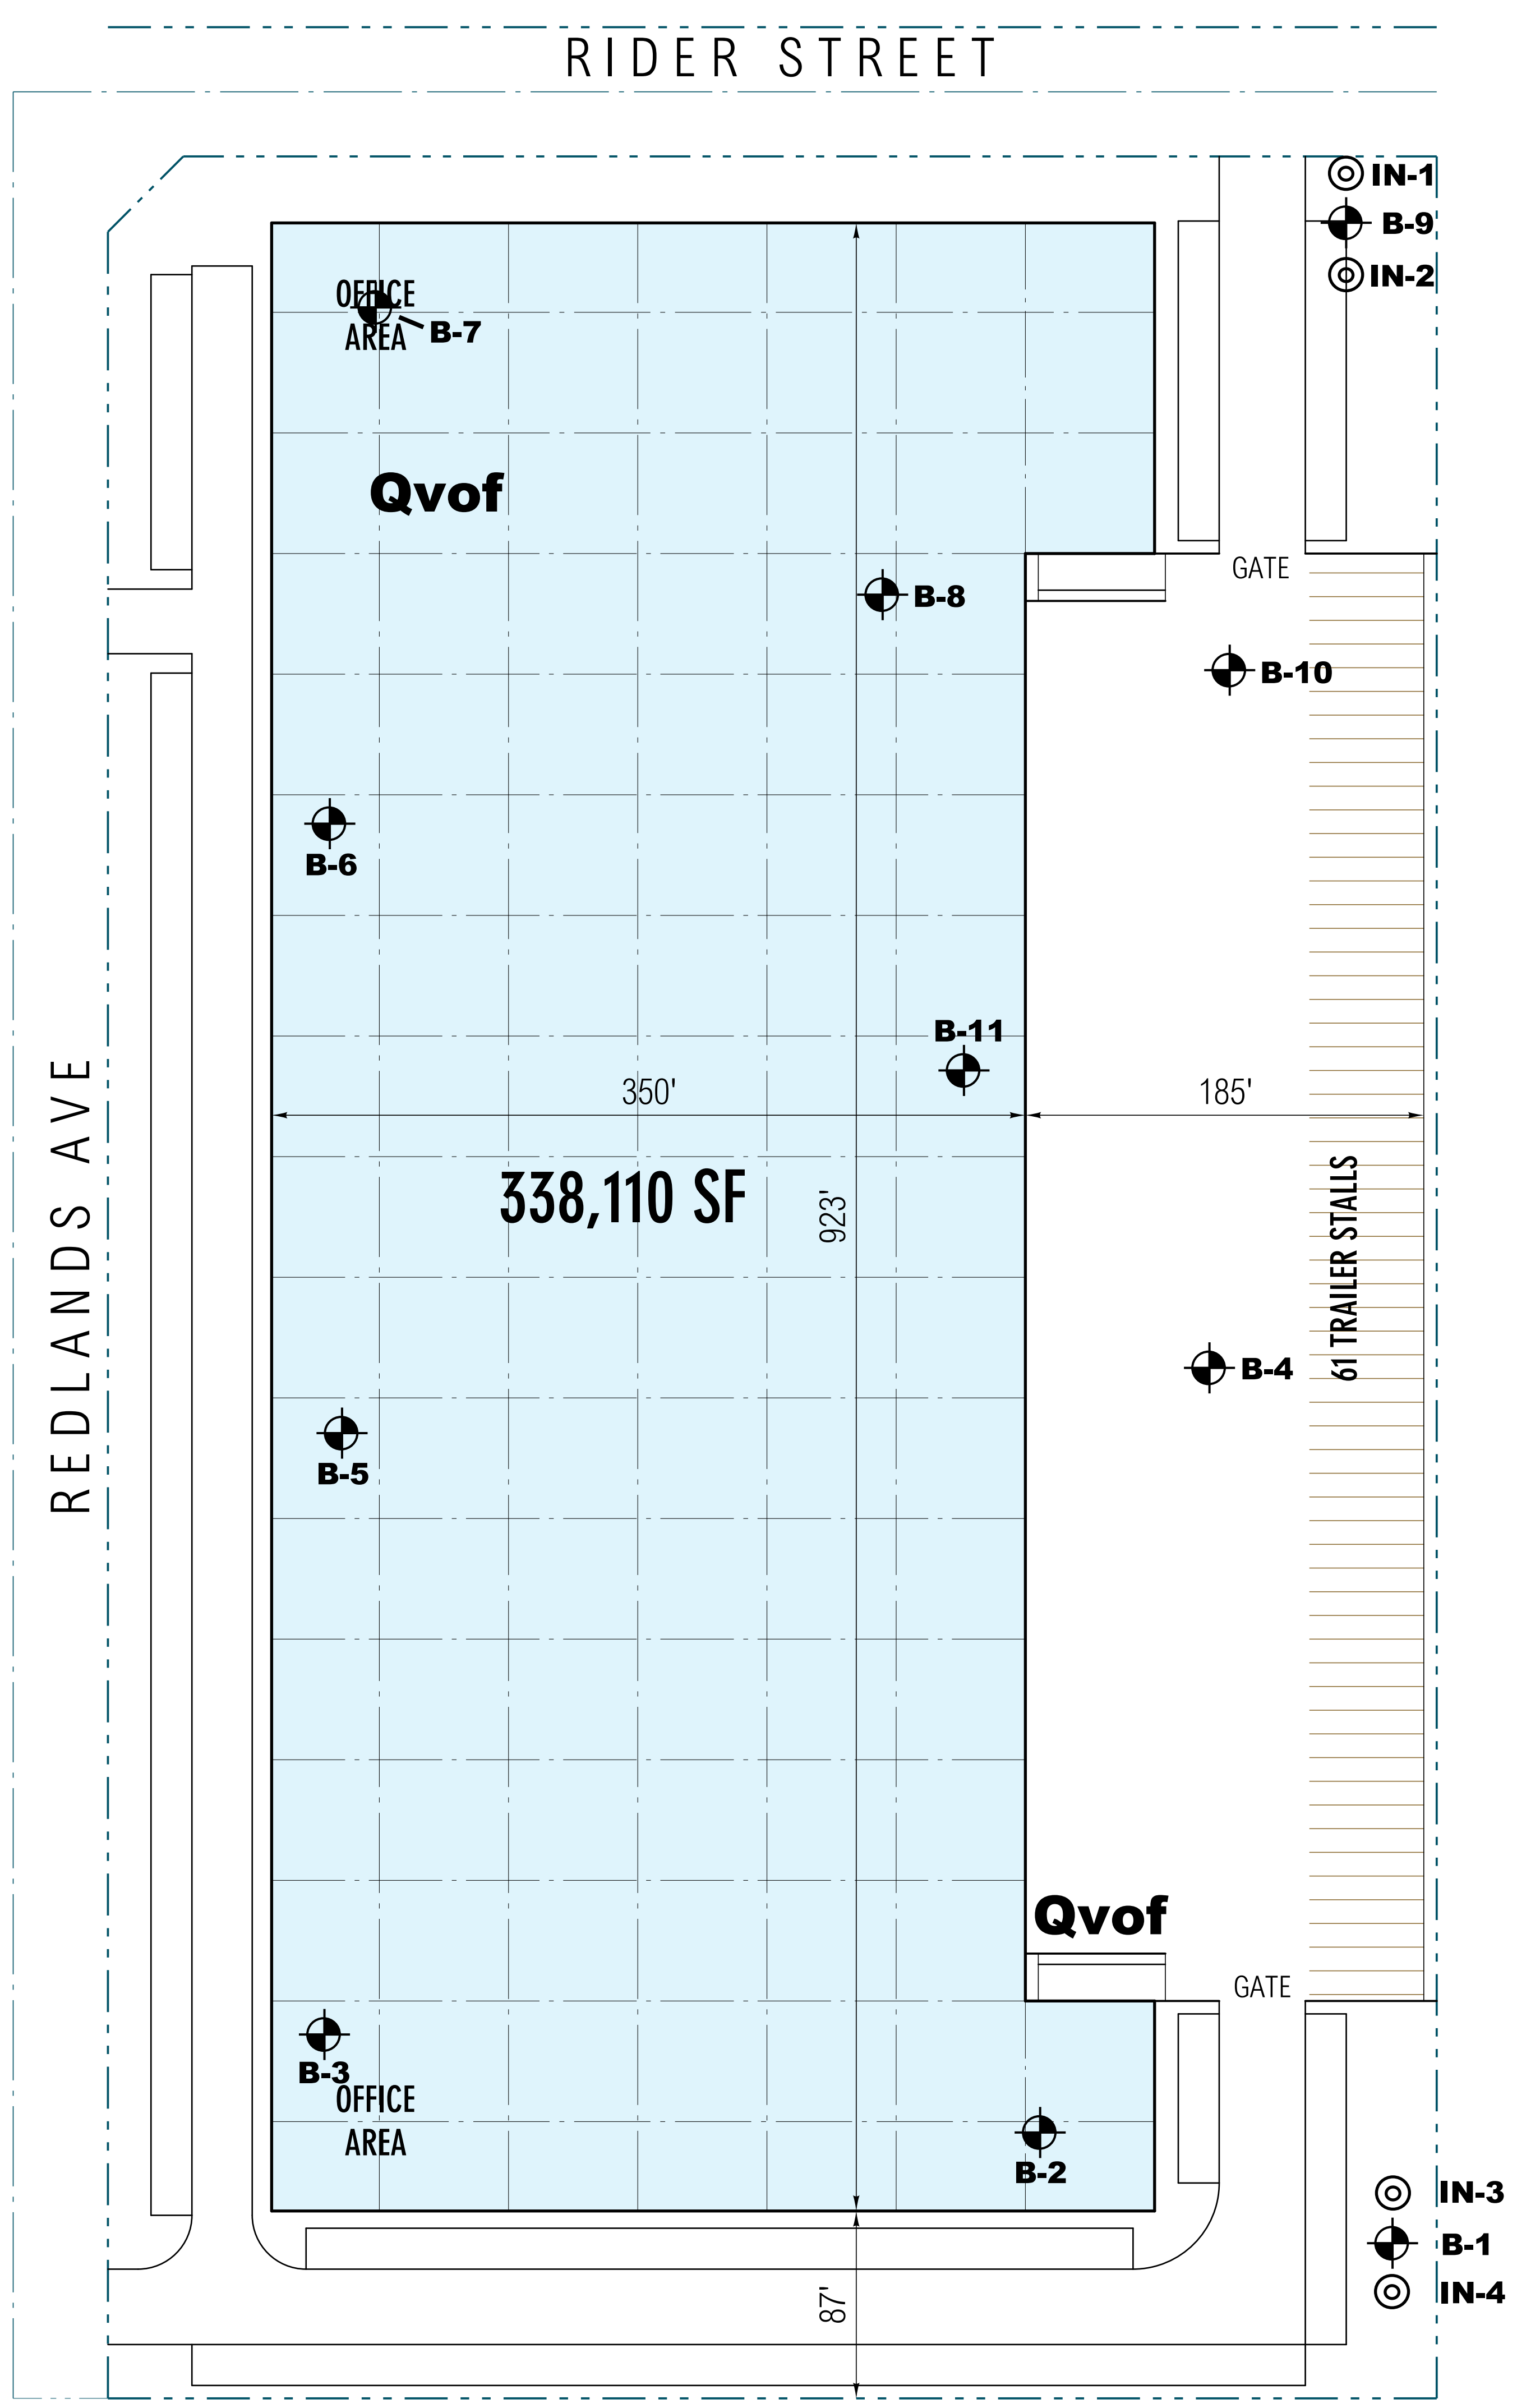 RIDER STREET
IN-1
B-9
IN-2
OFFICE
AREA
B-7
Qvof
GATE
B-8
B-10
B-6
B-11
350'
185'
REDLANDS AVE
338,110 SF
923'
61 TRAILER STALLS
B-4
B-5
Qvof
GATE
B-3
OFFICE
AREA
B-2
IN-3
B-1
IN-4
87'